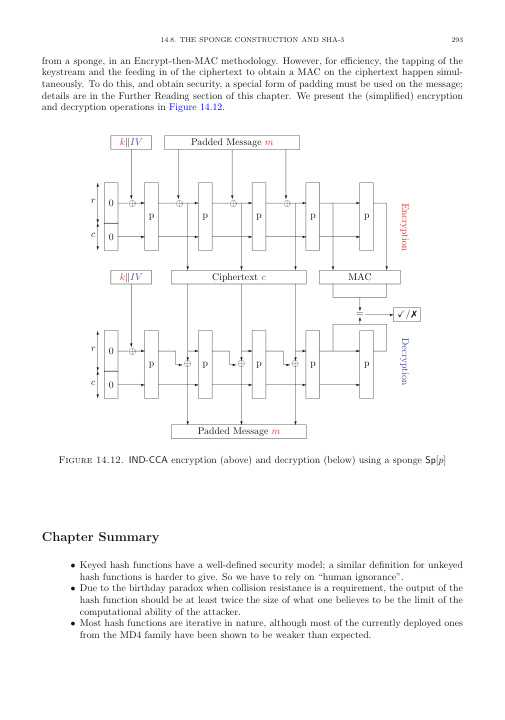 14.8. THE SPONGE CONSTRUCTION AND SHA-3 293
from a sponge, in an Encrypt-then-MAC methodology. However, for efficiency, the tapping of the
keystream and the feeding in of the ciphertext to obtain a MAC on the ciphertext happen simul-
taneously. To do this, and obtain security, a special form of padding must be used on the message;
details are in the Further Reading section of this chapter. We present the (simplified) encryption
and decryption operations in Figure 14.12.
k‖IV Padded Message m
r 0 ⊕ p ⊕ p ⊕ p ⊕ p p
c 0
Encryption
k‖IV Ciphertext c MAC
= ✓/✗
r 0 ⊕ p ⊕ p ⊕ p ⊕ p p
c 0
Decryption
Padded Message m
FIGURE 14.12. IND-CCA encryption (above) and decryption (below) using a sponge Sp[p]
Chapter Summary
• Keyed hash functions have a well-defined security model; a similar definition for unkeyed
hash functions is harder to give. So we have to rely on “human ignorance”.
• Due to the birthday paradox when collision resistance is a requirement, the output of the
hash function should be at least twice the size of what one believes to be the limit of the
computational ability of the attacker.
• Most hash functions are iterative in nature, although most of the currently deployed ones
from the MD4 family have been shown to be weaker than expected.